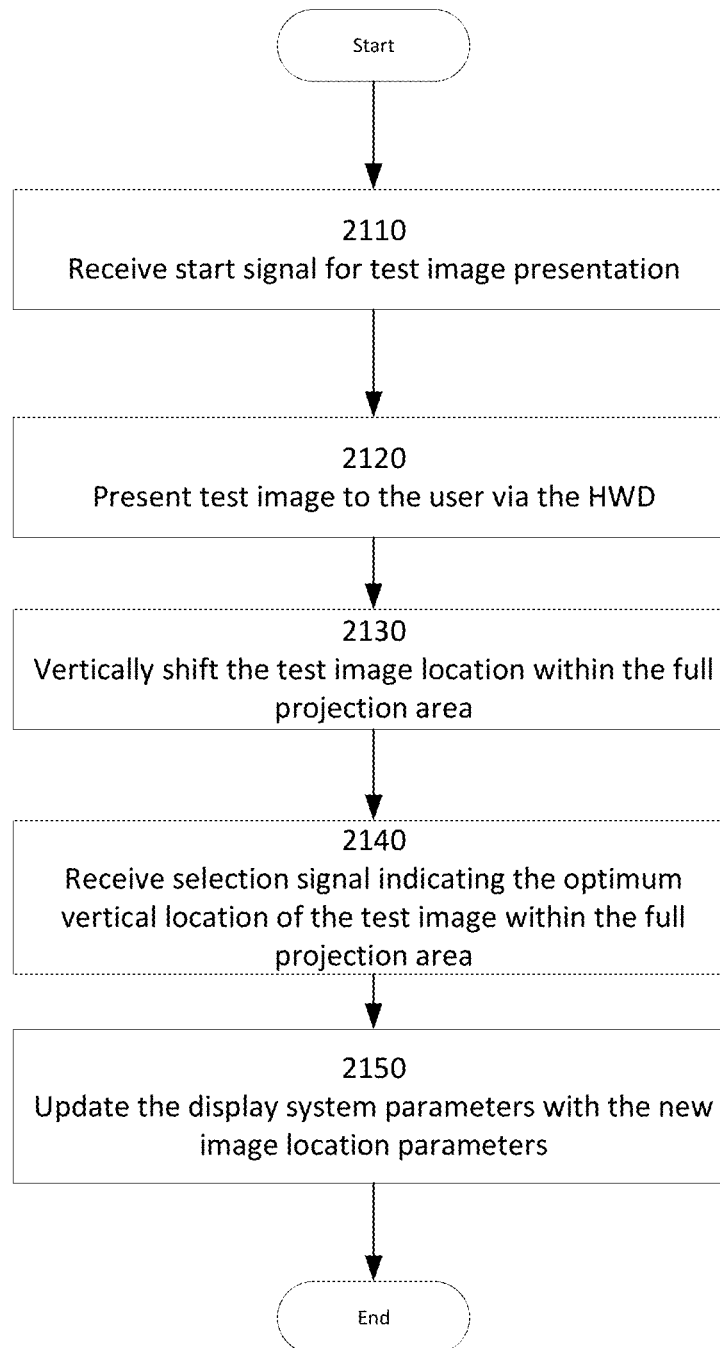 Start
2110
Receive start signal for test image presentation
2120
Present test image to the user via the HWD
2130
Vertically shift the test image location within the full
projection area
2140
Receive selection signal indicating the optimum
vertical location of the test image within the full
projection area
2150
Update the display system parameters with the new
image location parameters
End